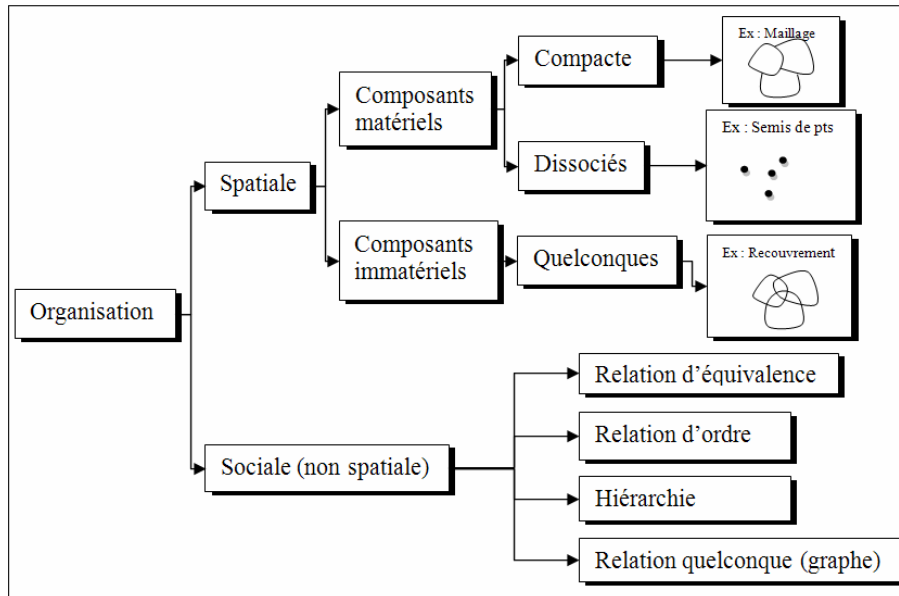 Ex : Maillage
Compacte
Composants
matériels
Ex : Semis de pts
Dissociés
Spatiale
Composants
immatériels
Quelconques
Ex : Recouvrement
Organisation
Relation d'équivalence
Relation d'ordre
Sociale (non spatiale)
Hiérarchie
Relation quelconque (graphe)